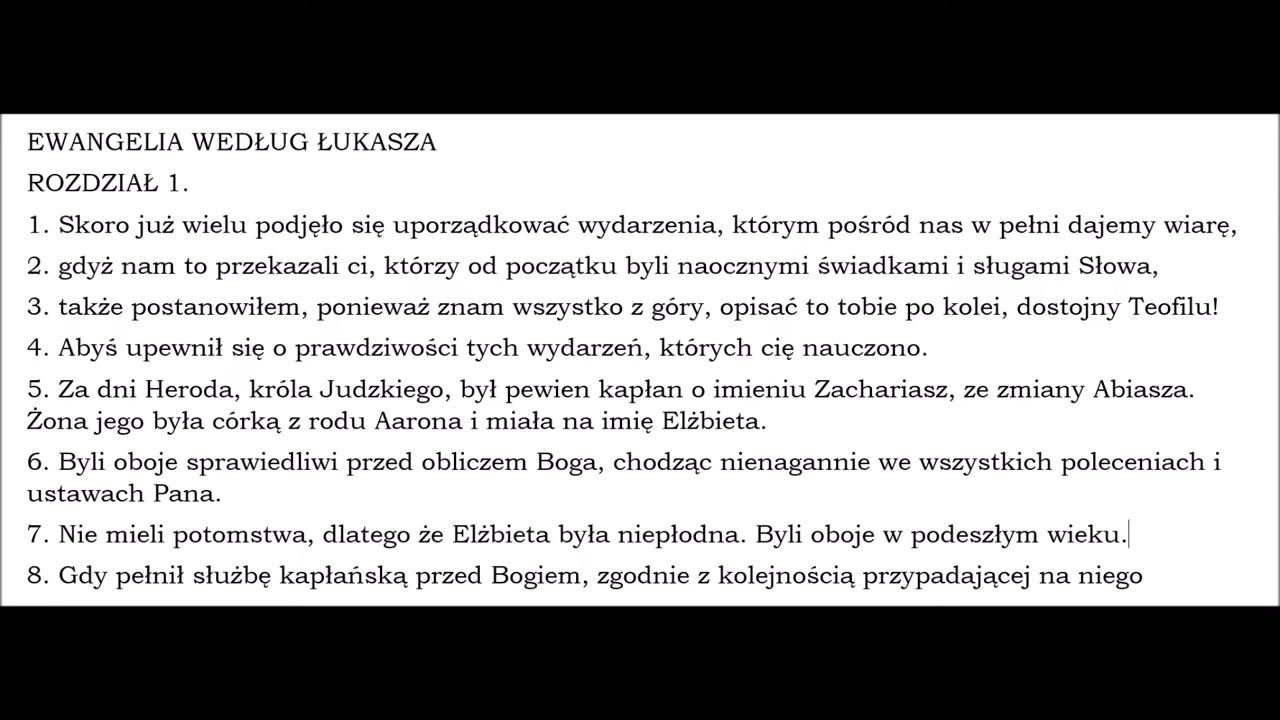 EWANGELIA WEDŁUG ŁUKASZA
ROZDZIAŁ 1.
1. Skoro już wielu podjęło się uporządkować wydarzenia, którym pośród nas w pełni dajemy wiarę,
2. gdyż nam to przekazali ci, którzy od początku byli naocznymi świadkami i sługami Słowa,
3. także postanowiłem, ponieważ znam wszystko z góry, opisać to tobie po kolei, dostojny Teofilu!
4. Abyś upewnił się o prawdziwości tych wydarzeń, których cię nauczono.
5. Za dni Heroda, króla Judzkiego, był pewien kapłan o imieniu Zachariasz, ze zmiany Abiasza.
Żona jego była córką z rodu Aarona i miała na imię Elżbieta.
6. Byli oboje sprawiedliwi przed obliczem Boga, chodząc nienagannie we wszystkich poleceniach i
ustawach Pana.
7. Nie mieli potomstwa, dlatego że Elżbieta była niepłodna. Byli oboje w podeszłym wieku.
8. Gdy pełnił służbę kapłańską przed Bogiem, zgodnie z kolejnością przypadającej na niego